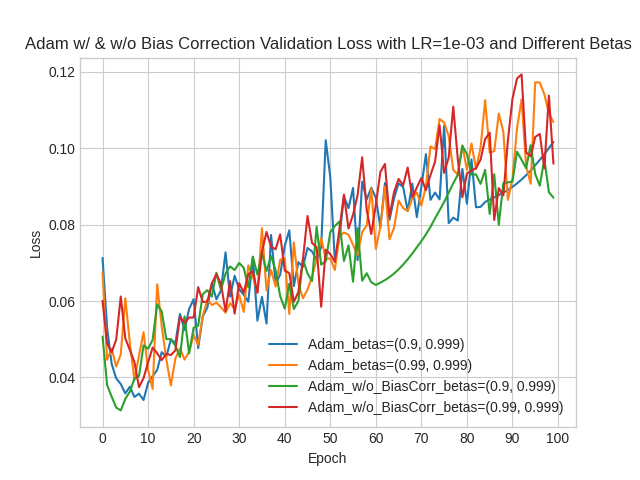 Adam w/ & w/o Bias Correction Validation Loss with LR=1e-03 and Different Betas
0.12
0.10
0.08
0.06
0.04
Loss
Adam_betas=(0.9, 0.999)
Adam_betas=(0.99, 0.999)
Adam_w/o_BiasCorr_betas=(0.9, 0.999)
Adam_w/o_BiasCorr_betas=(0.99, 0.999)
0 10 20 30 40 50 60 70 80 90 100
Epoch